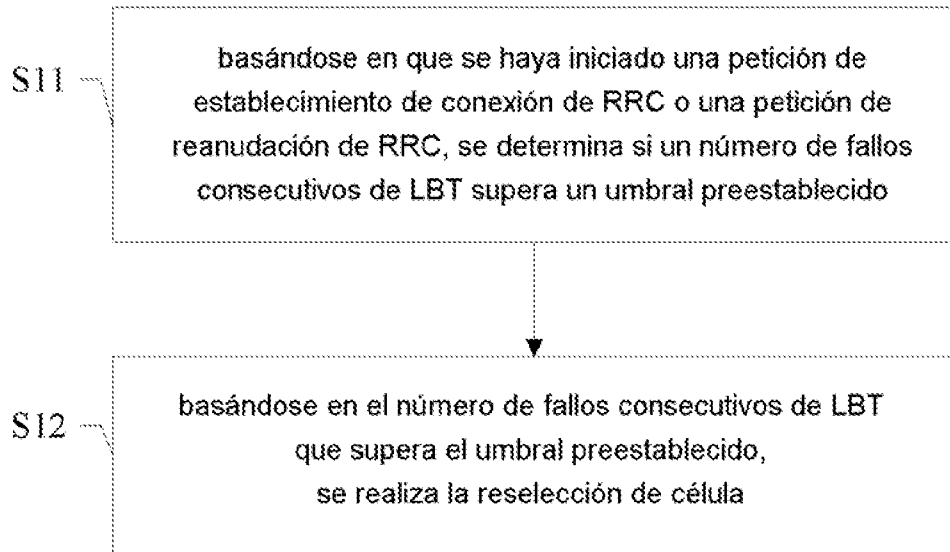 S11
basándose en que se haya iniciado una petición de
establecimiento de conexión de RRC o una petición de
reanudación de RRC, se determina si un número de fallos
consecutivos de LBT supera un umbral preestablecido
S12
basándose en el número de fallos consecutivos de LBT
que supera el umbral preestablecido,
se realiza la reselección de célula